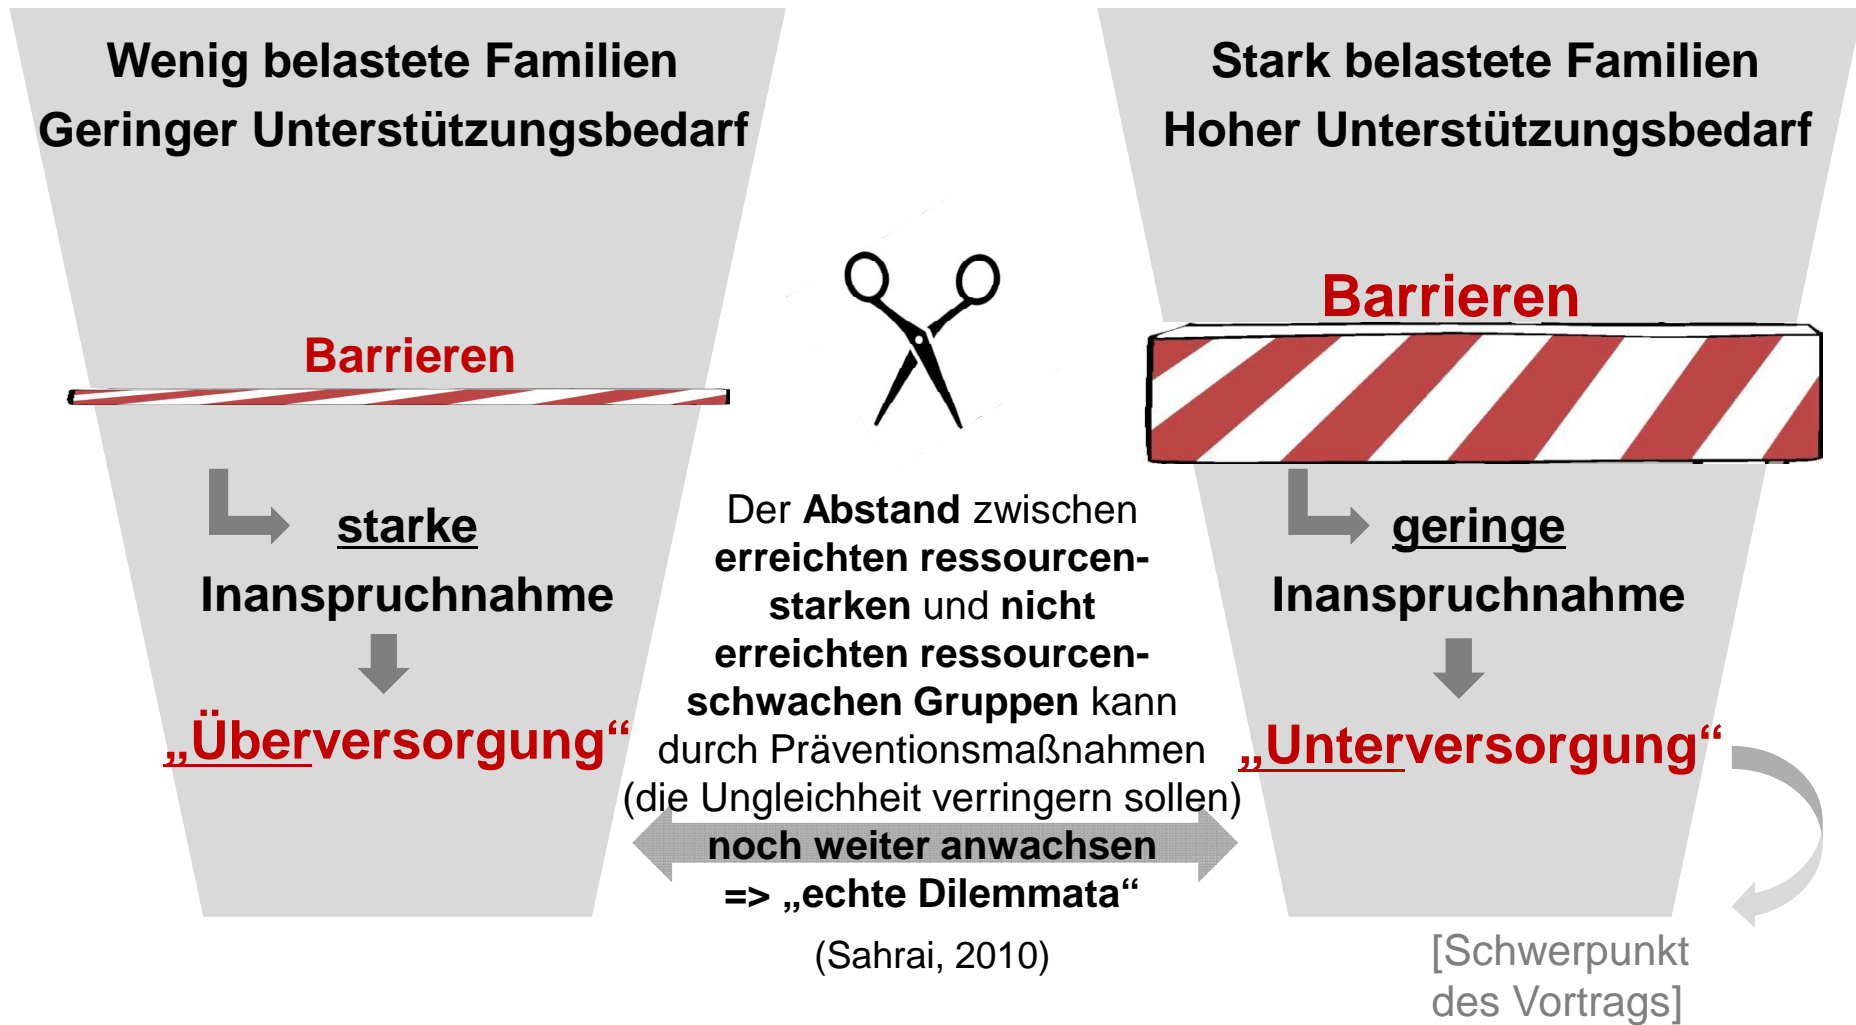 Wenig belastete Familien
Geringer Unterstützungsbedarf
Barrieren
starke
Inanspruchnahme
„Überversorgung“
Der Abstand zwischen
erreichten ressourcen-
starken und nicht
erreichten ressourcen-
schwachen Gruppen kann
durch Präventionsmaßnahmen
(die Ungleichheit verringern sollen)
noch weiter anwachsen
=> „echte Dilemmata“
(Sahrai, 2010)
Stark belastete Familien
Hoher Unterstützungsbedarf
Barrieren
geringe
Inanspruchnahme
„Unterversorgung“
[Schwerpunkt
des Vortrags]